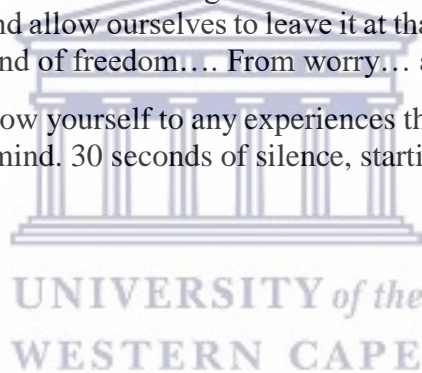 nd allow ourselves to leave it at tha
nd of freedom…. From worry… a
ow yourself to any experiences th
mind. 30 seconds of silence, starti
UNIVERSITY of the
WESTERN CAPE